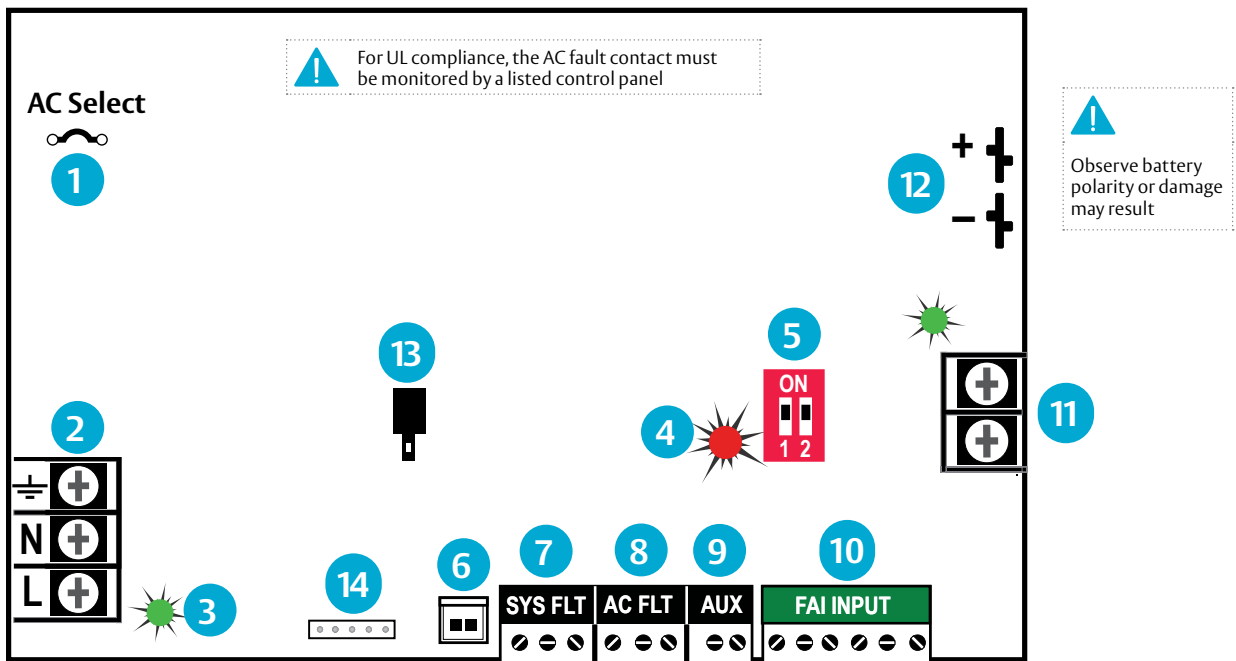 For UL compliance, the AC fault contact must
be monitored by a listed control panel
AC Select
1
12
+
−
Observe battery
polarity or damage
may result
5
13
ON
1 2
4
11
2
N
L
3
14
6
7
8
9
10
SYS FLT
AC FLT
AUX
FAI INPUT